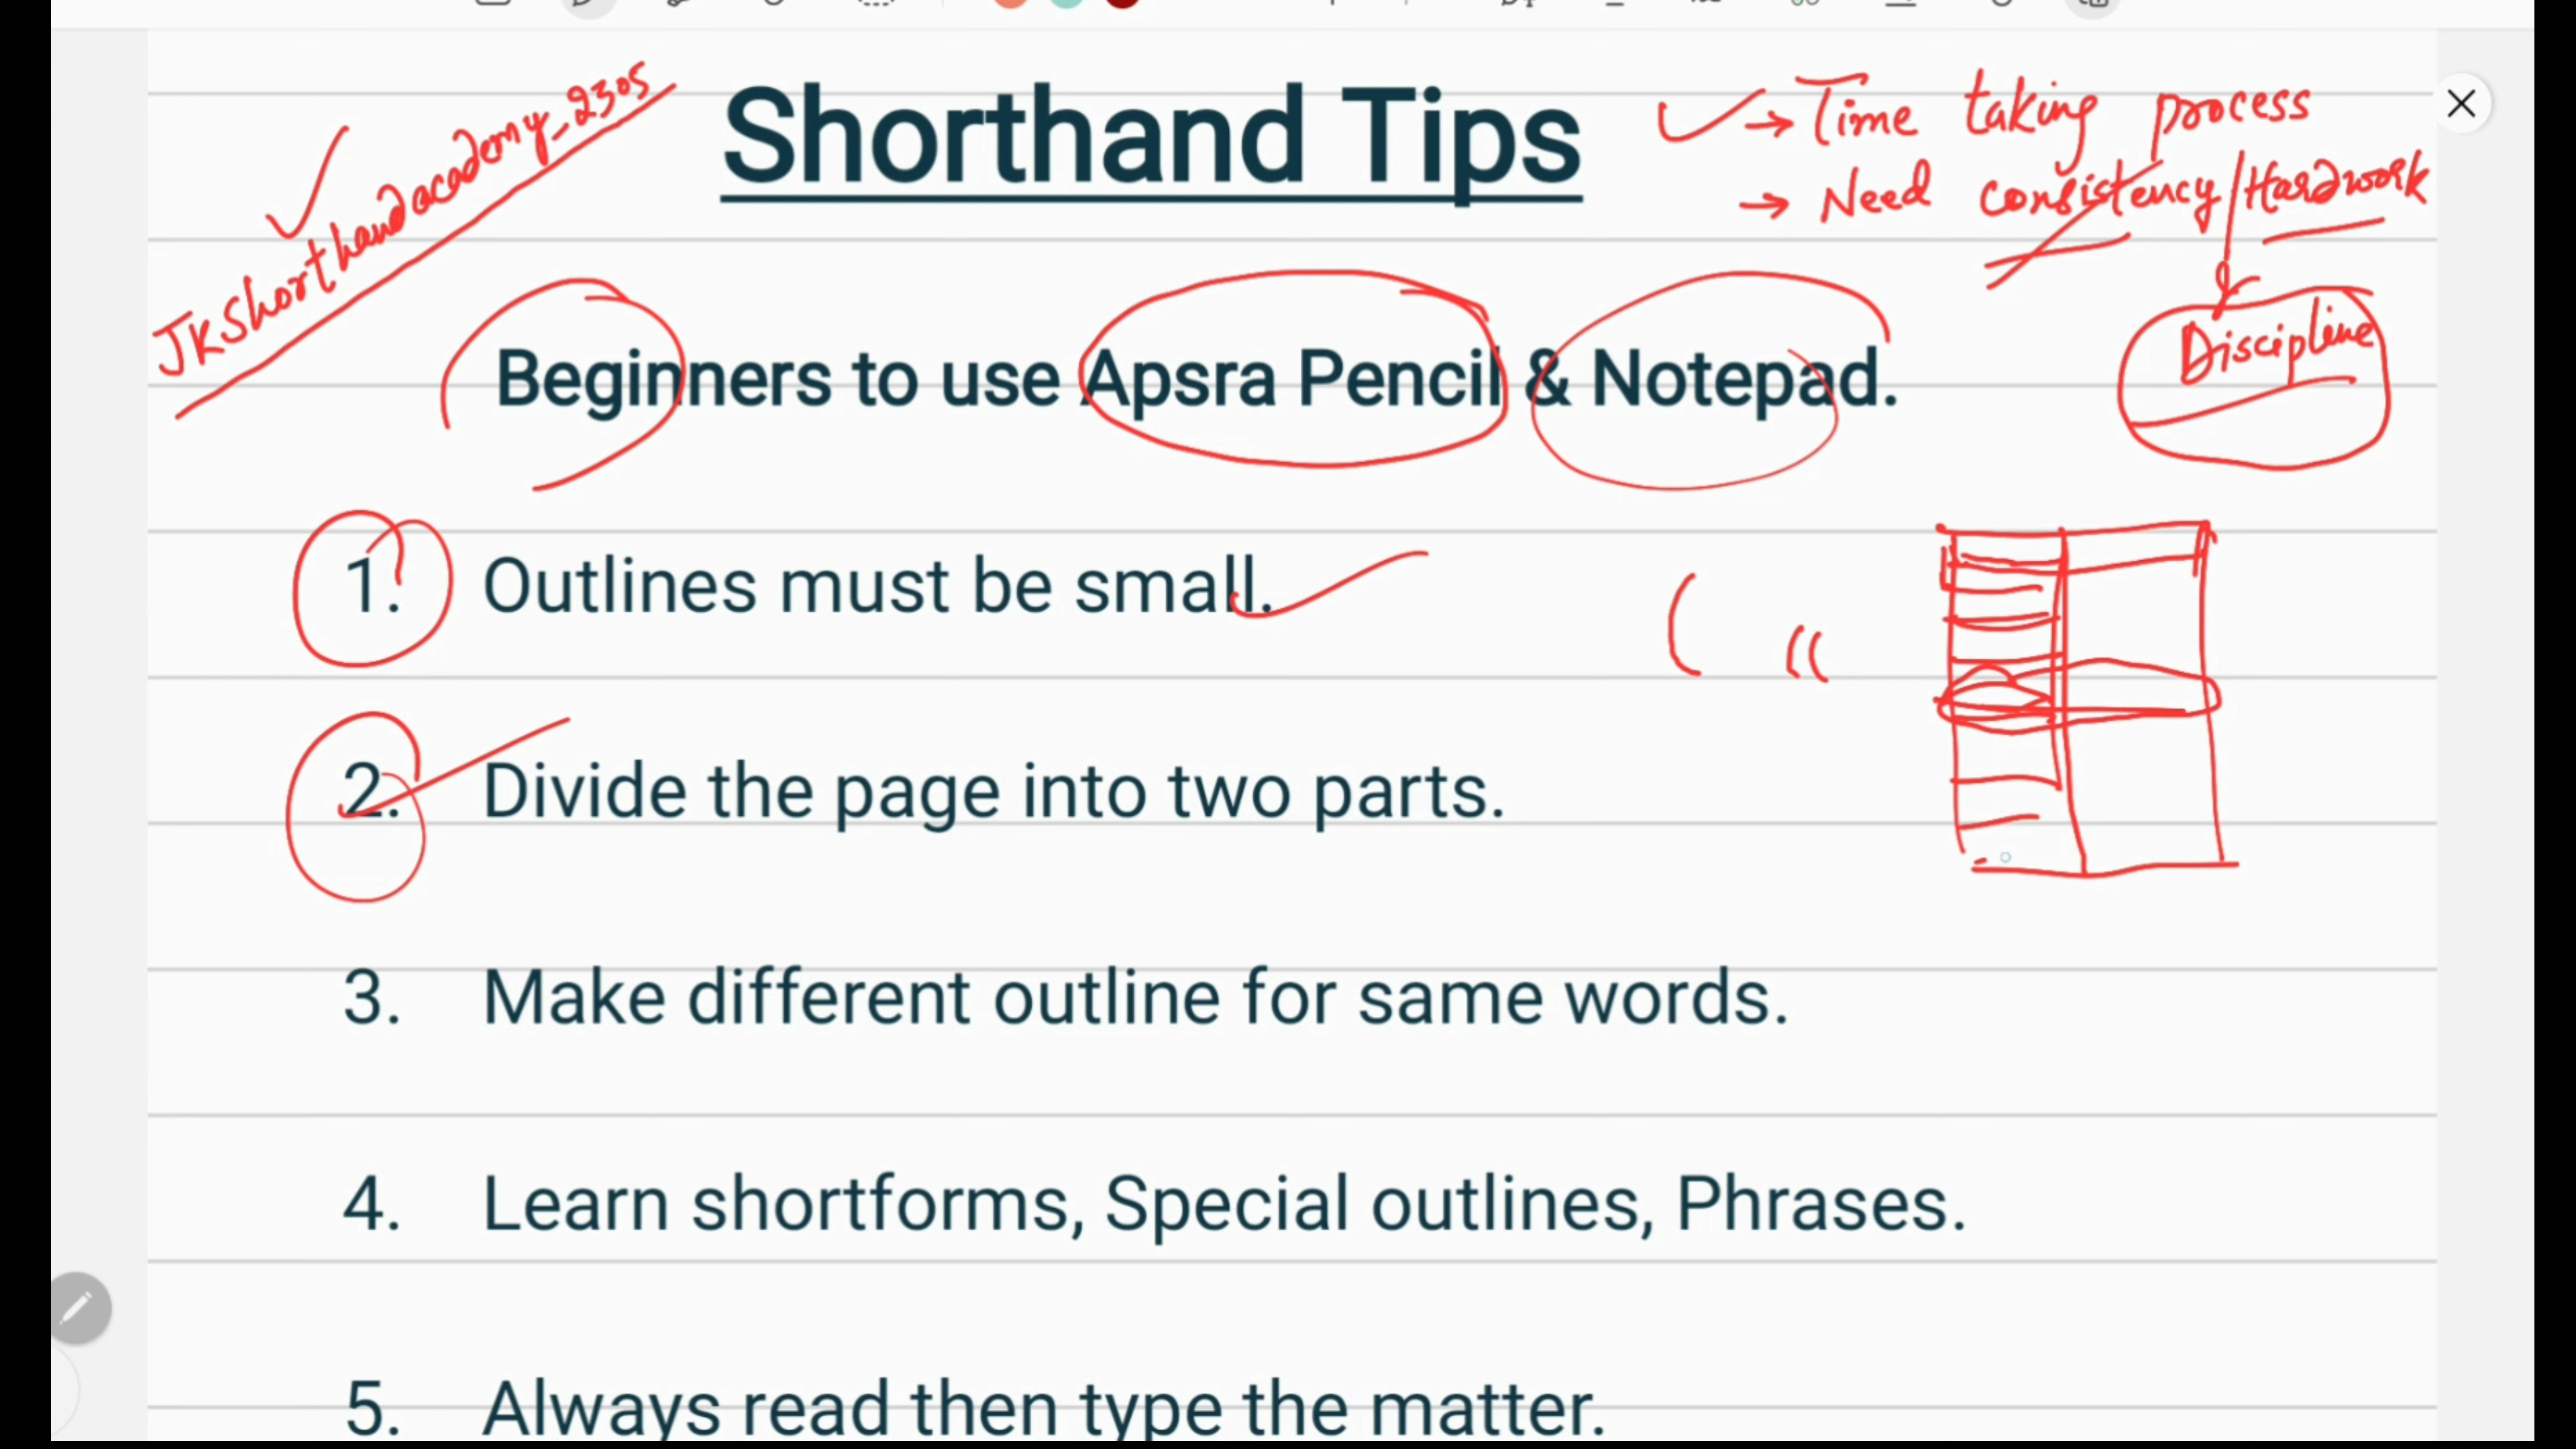 JKshorthandacademy_2305
Shorthand Tips
→ Time taking process
→ Need consistency/Hardwork
Discipline
Beginners to use Apsra Pencil & Notepad.
1. Outlines must be small.
2. Divide the page into two parts.
3. Make different outline for same words.
4. Learn shortforms, Special outlines, Phrases.
5. Always read then type the matter.